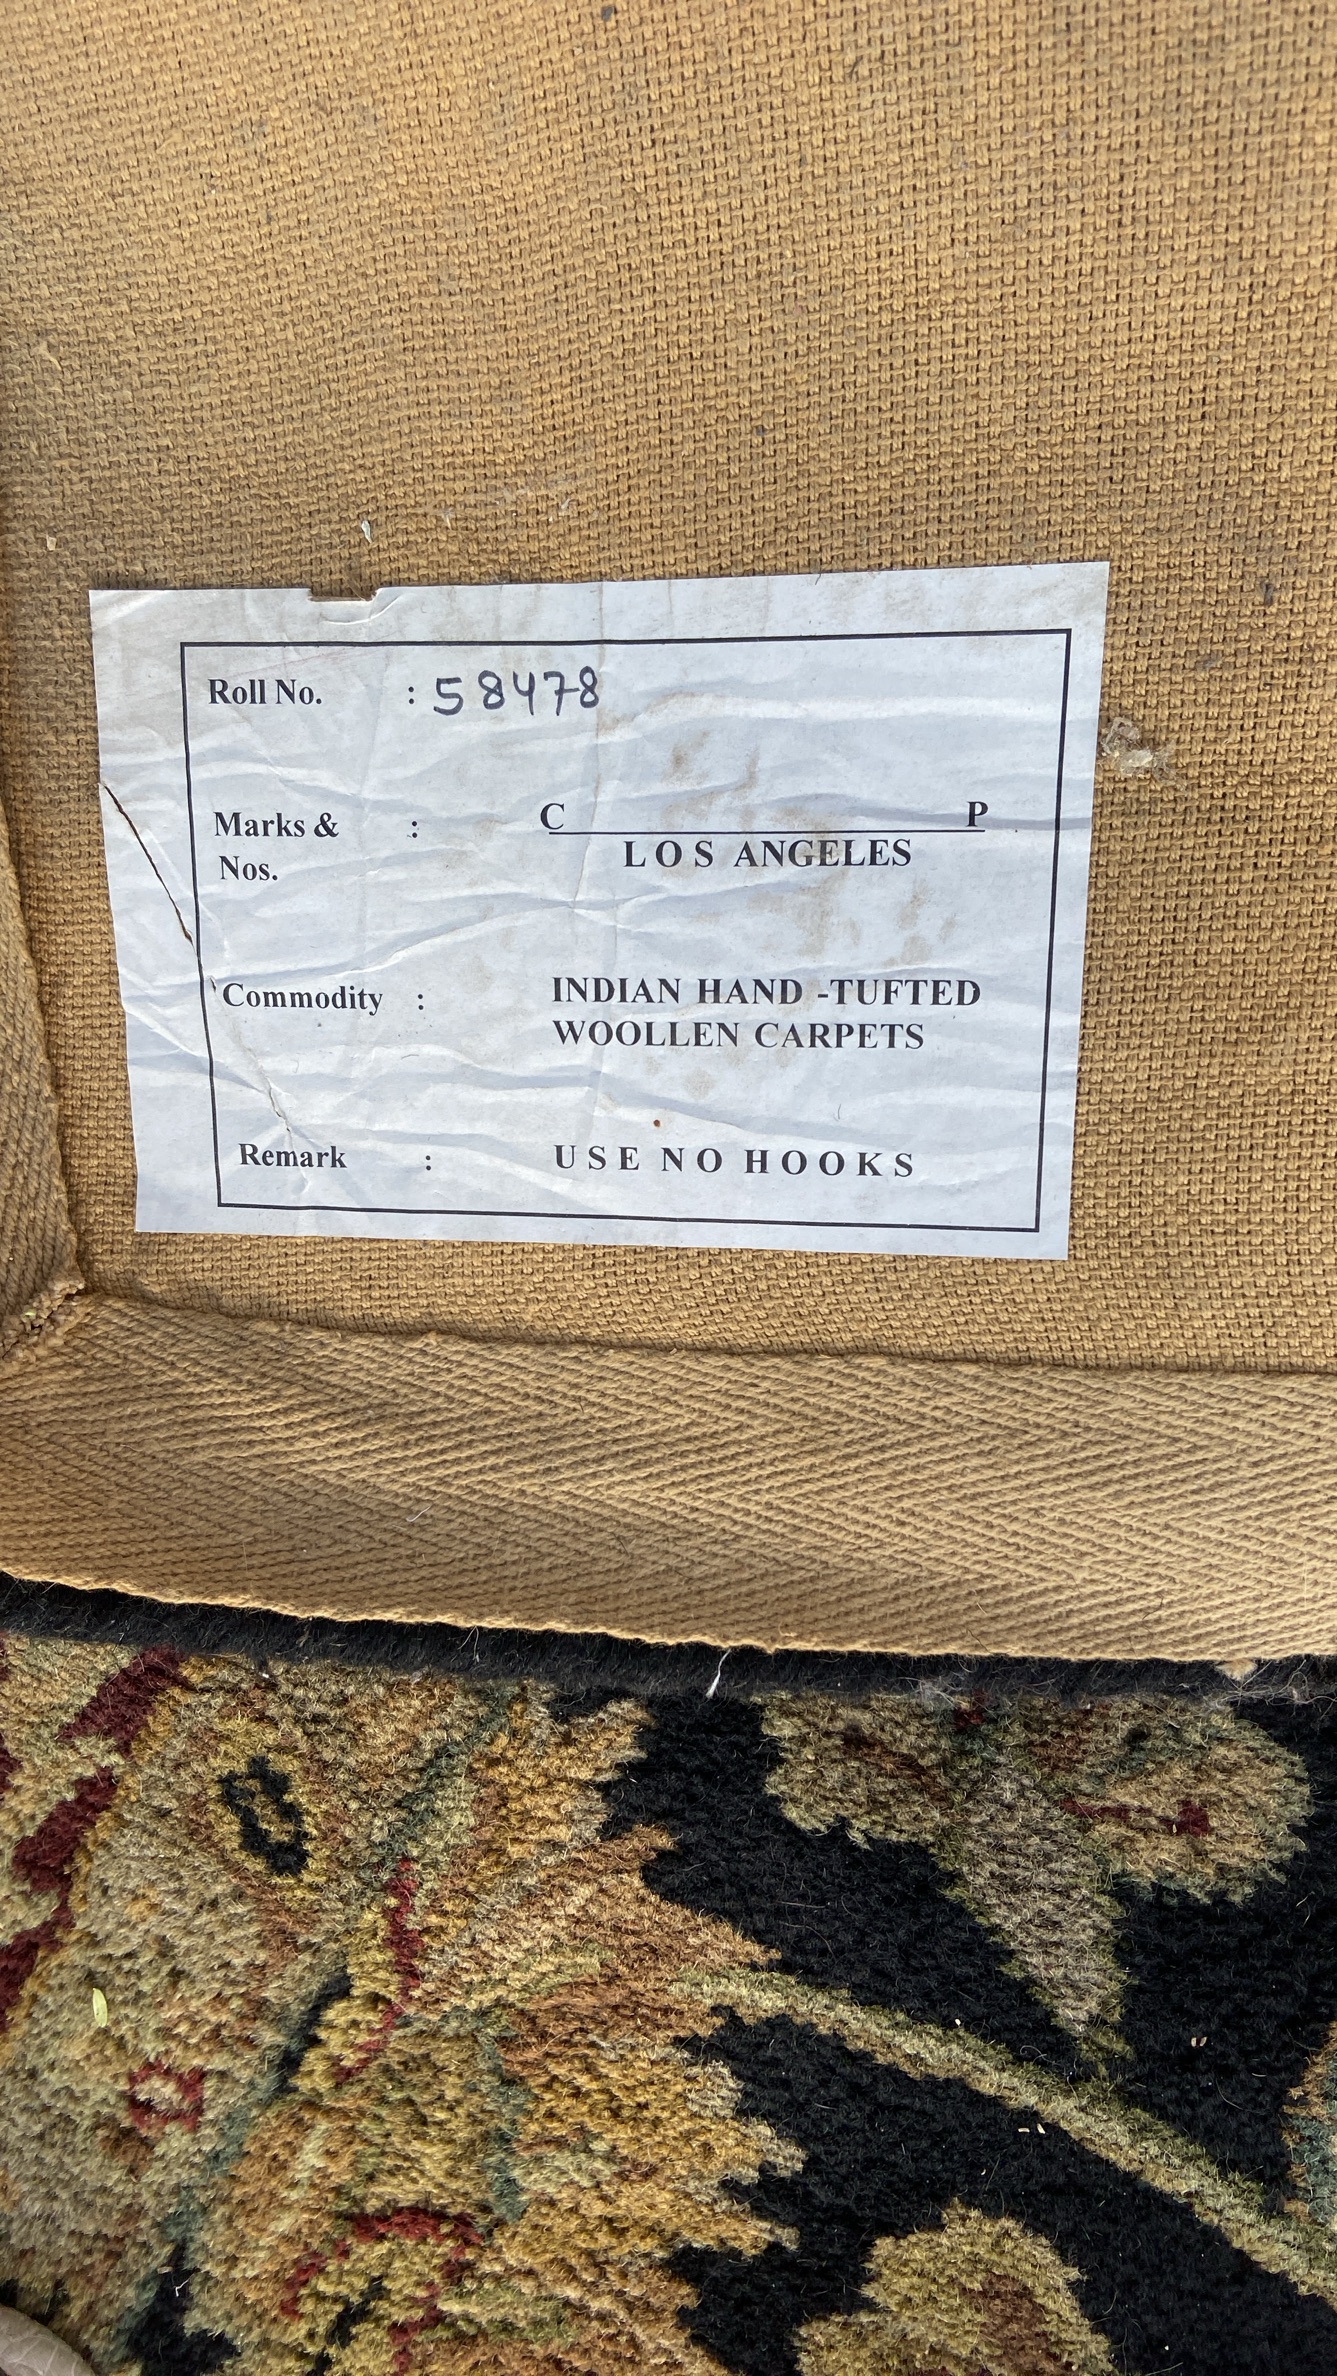 Roll No. : 58478
Marks & : C P
Nos. LOS ANGELES
Commodity : INDIAN HAND -TUFTED
WOOLLEN CARPETS
Remark : USE NO HOOKS